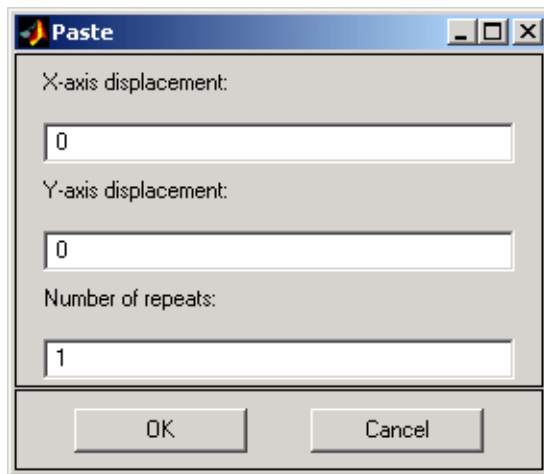 Paste
X-axis displacement:
0
Y-axis displacement:
0
Number of repeats:
1
OK Cancel